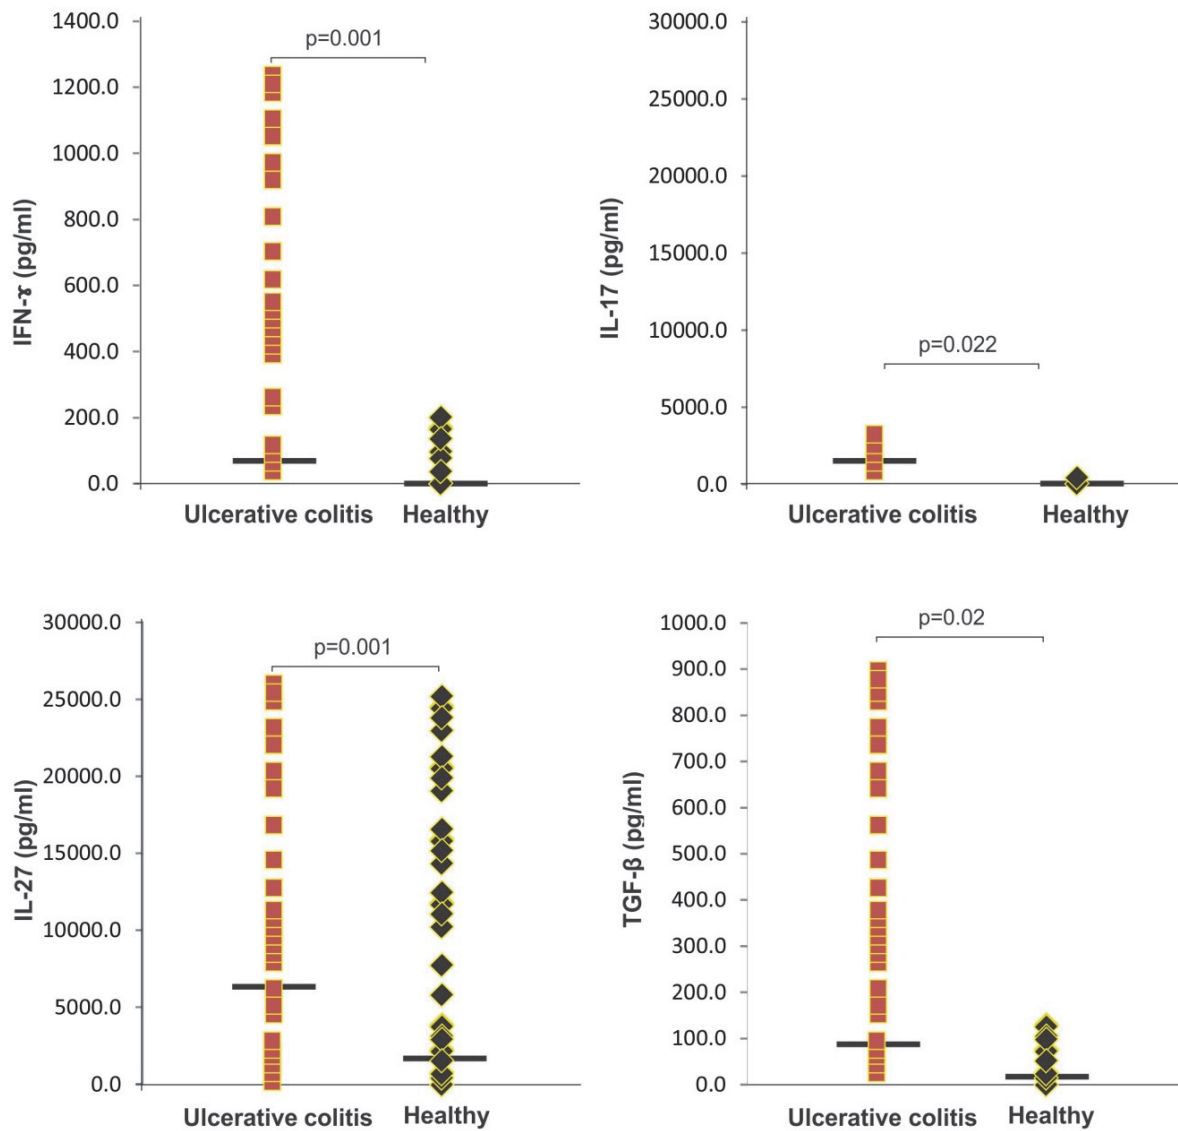 1400.0
1200.0
1000.0
800.0
600.0
400.0
200.0
0.0
IFN-ɤ (pg/ml)
p=0.001
Ulcerative colitis
Healthy
30000.0
25000.0
20000.0
15000.0
10000.0
5000.0
0.0
IL-17 (pg/ml)
p=0.022
Ulcerative colitis
Healthy
30000.0
25000.0
20000.0
15000.0
10000.0
5000.0
0.0
IL-27 (pg/ml)
p=0.001
Ulcerative colitis
Healthy
1000.0
900.0
800.0
700.0
600.0
500.0
400.0
300.0
200.0
100.0
0.0
TGF-β (pg/ml)
p=0.02
Ulcerative colitis
Healthy